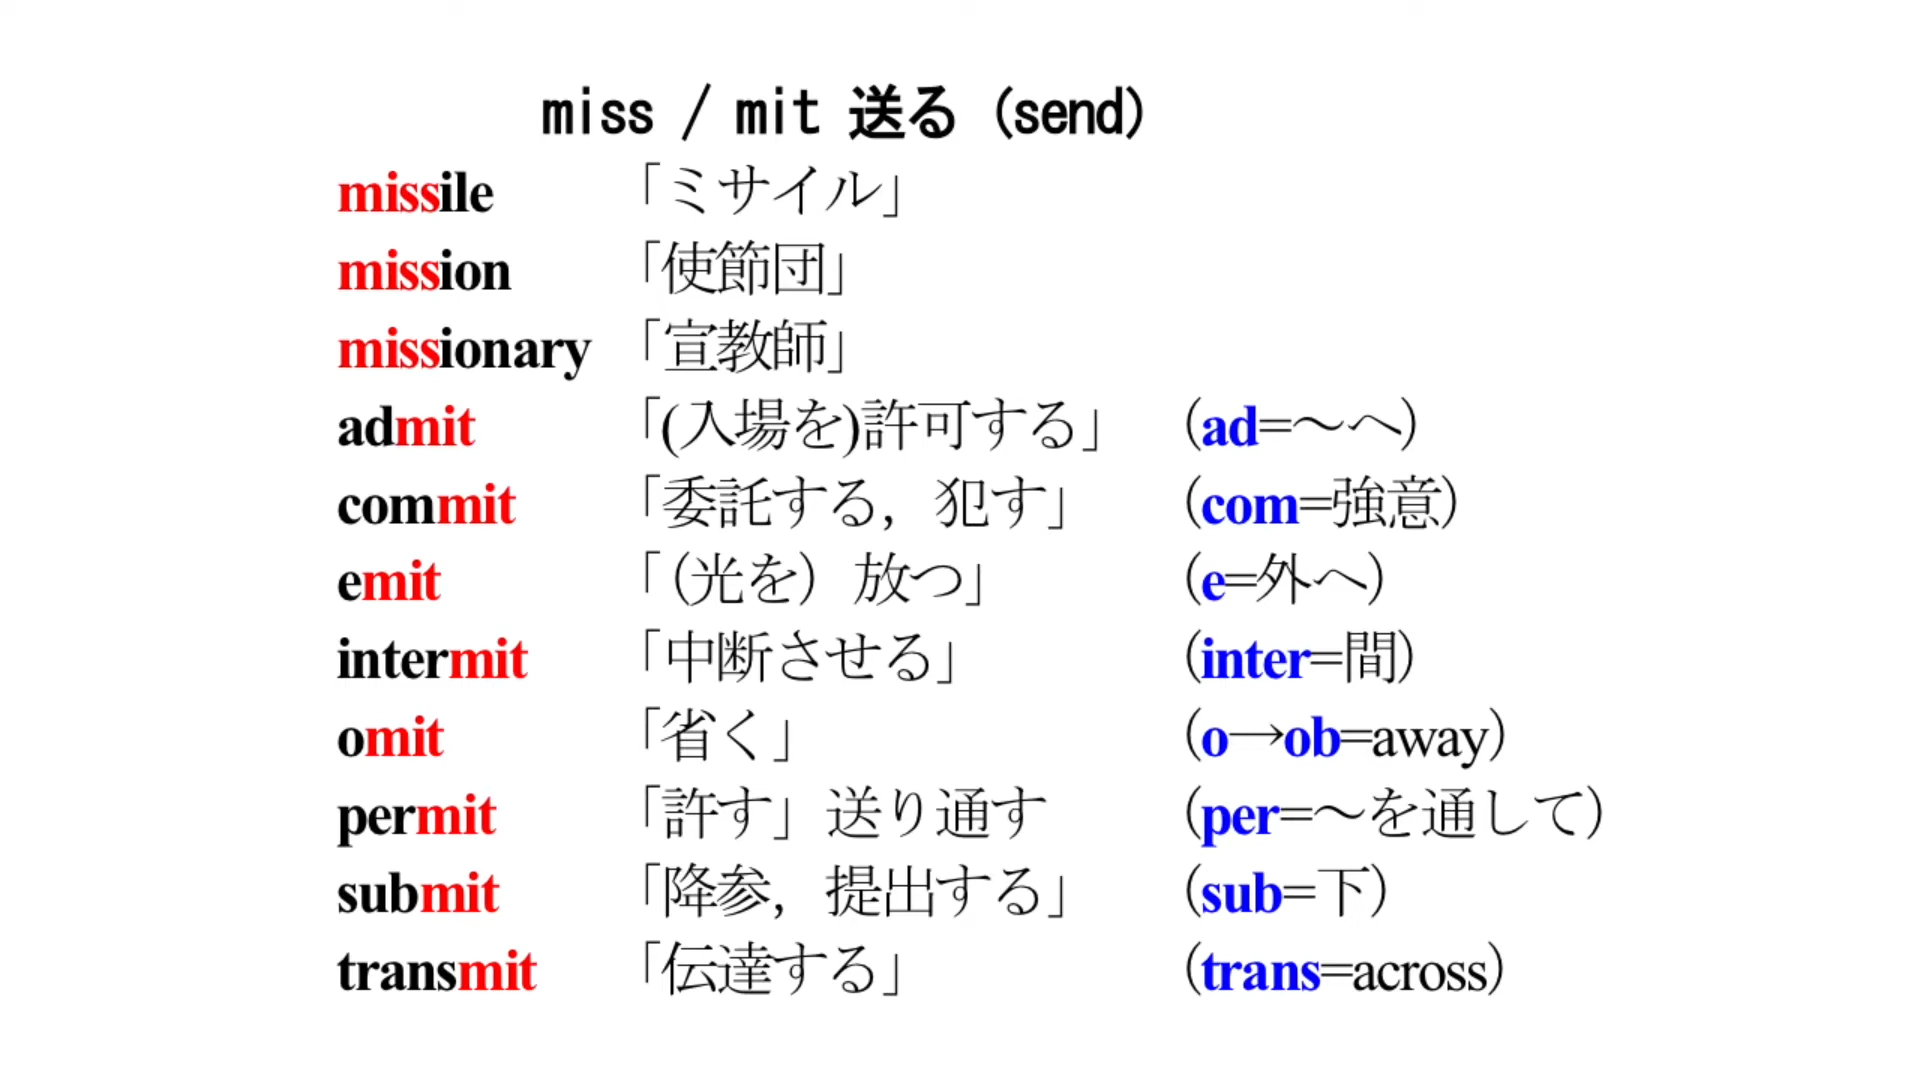 miss / mit 送る (send)
missile 「ミサイル」
mission 「使節団」
missionary 「宣教師」
admit 「(入場を)許可する」 (ad=～へ)
commit 「委託する，犯す」 (com=強意)
emit 「(光を) 放つ」 (e=外へ)
intermit 「中断させる」 (inter=間)
omit 「省く」 (o→ob=away)
permit 「許す」送り通す (per=～を通して)
submit 「降参，提出する」 (sub=下)
transmit 「伝達する」 (trans=across)